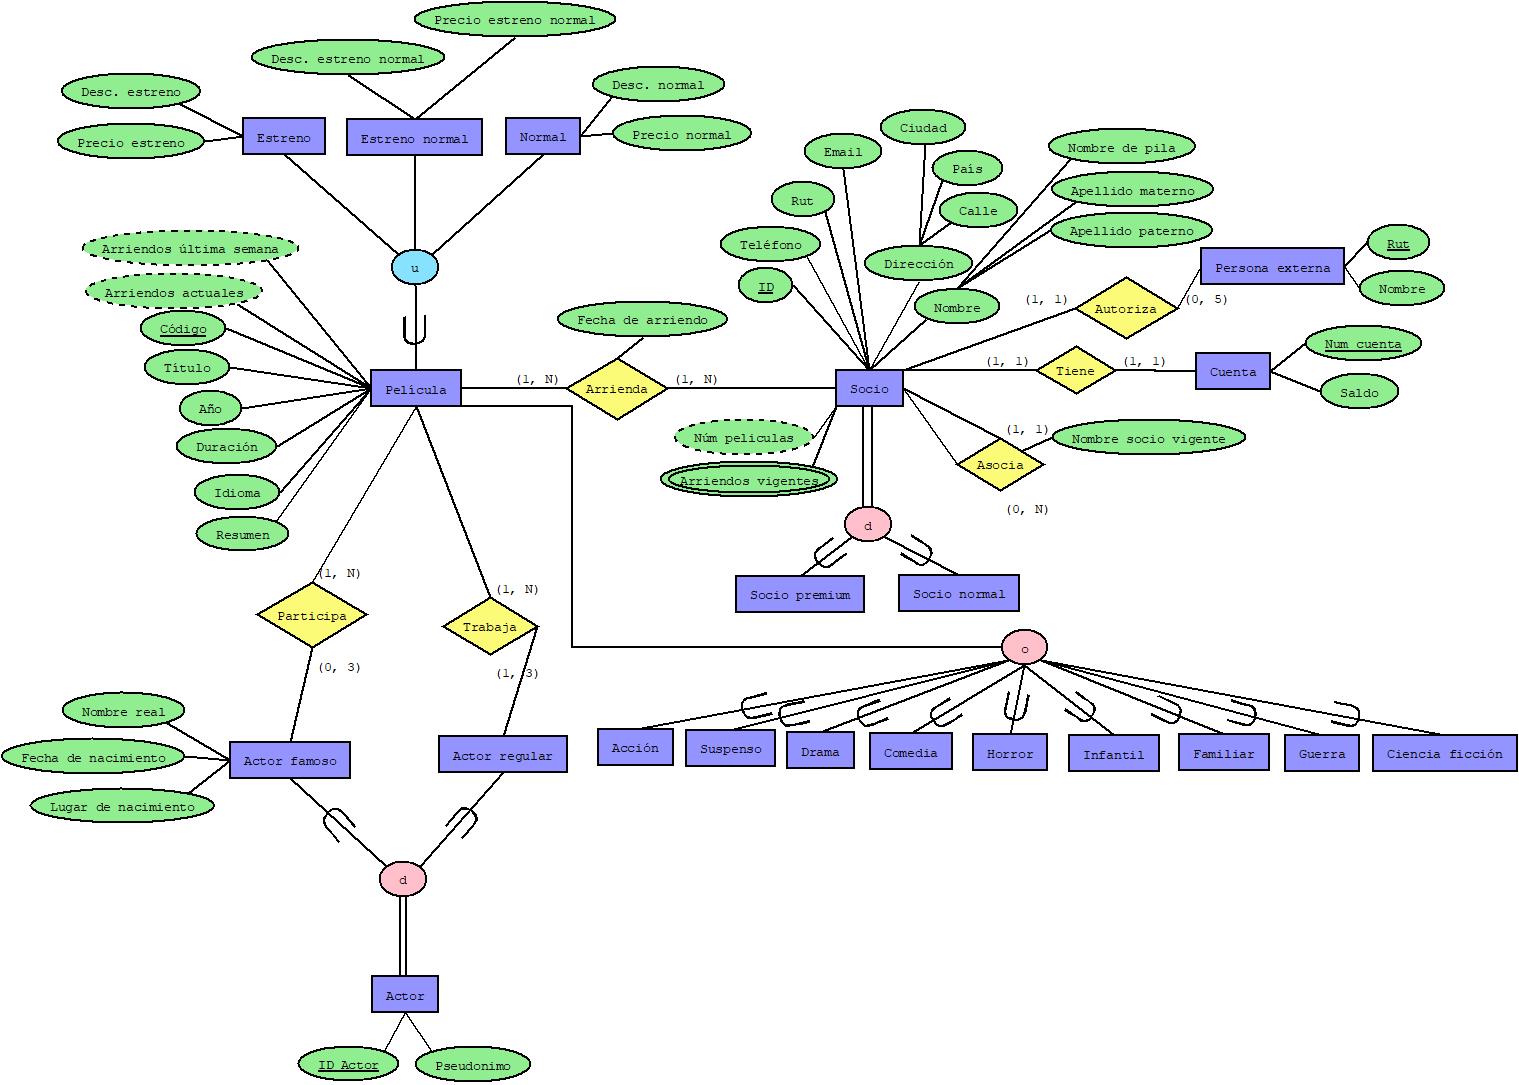 Precio estreno normal
Desc. estreno normal
Desc. estreno
Desc. normal
Precio estreno
Estreno
Estreno normal
Normal
Precio normal
Ciudad
Email
Nombre de pila
País
Rut
Apellido materno
Calle
Apellido paterno
Teléfono
Arriendos última semana
Rut
u
Dirección
Persona externa
ID
Arriendos actuales
Nombre
(1, 1)
(0, 5)
Nombre
Autoriza
Fecha de arriendo
Código
Num cuenta
Título
(1, 1)
(1, 1)
Tiene
Cuenta
(1, N)
(1, N)
Película
Arrienda
Socio
Saldo
Año
(1, 1)
Núm peliculas
Nombre socio vigente
Duración
Asocia
Arriendos vigentes
Idioma
(0, N)
d
Resumen
(1, N)
(1, N)
Socio premium
Socio normal
Participa
Trabaja
o
(0, 3)
(1, 3)
Nombre real
Acción
Suspenso
Drama
Comedia
Horror
Infantil
Familiar
Guerra
Ciencia ficción
Fecha de nacimiento
Actor famoso
Actor regular
Lugar de nacimiento
d
Actor
ID Actor
Pseudonimo